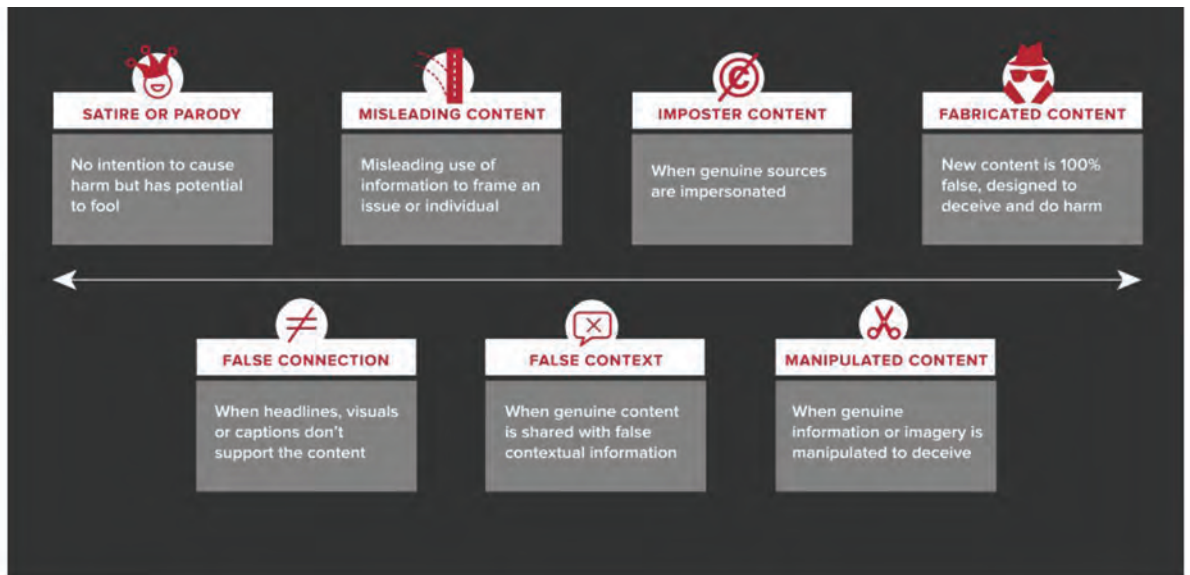 SATIRE OR PARODY
No intention to cause
harm but has potential
to fool
MISLEADING CONTENT
Misleading use of
information to frame an
issue or individual
IMPOSTER CONTENT
When genuine sources
are impersonated
FABRICATED CONTENT
New content is 100%
false, designed to
deceive and do harm
FALSE CONNECTION
When headlines, visuals
or captions don't
support the content
FALSE CONTEXT
When genuine content
is shared with false
contextual information
MANIPULATED CONTENT
When genuine
information or imagery is
manipulated to deceive